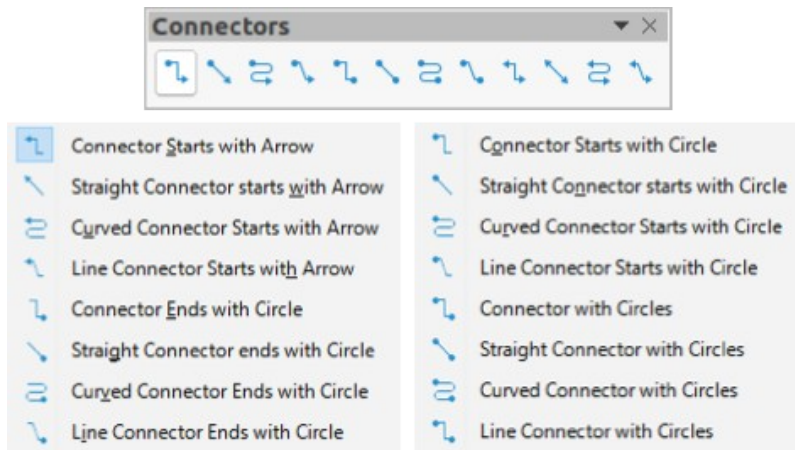 Connectors
Connector Starts with Arrow
Straight Connector starts with Arrow
Curved Connector Starts with Arrow
Line Connector Starts with Arrow
Connector Ends with Circle
Straight Connector ends with Circle
Curved Connector Ends with Circle
Line Connector Ends with Circle
Connector Starts with Circle
Straight Connector starts with Circle
Curved Connector Starts with Circle
Line Connector Starts with Circle
Connector with Circles
Straight Connector with Circles
Curved Connector with Circles
Line Connector with Circles